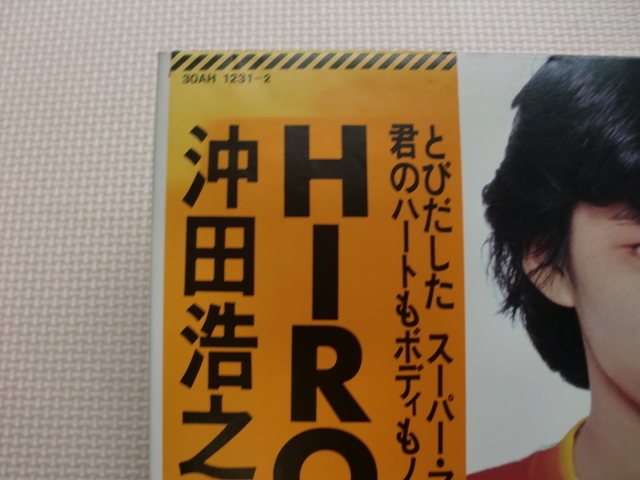 30AH 1231-2
とびだした スーパー・
君のハートもボディも
HIRO
沖田浩之